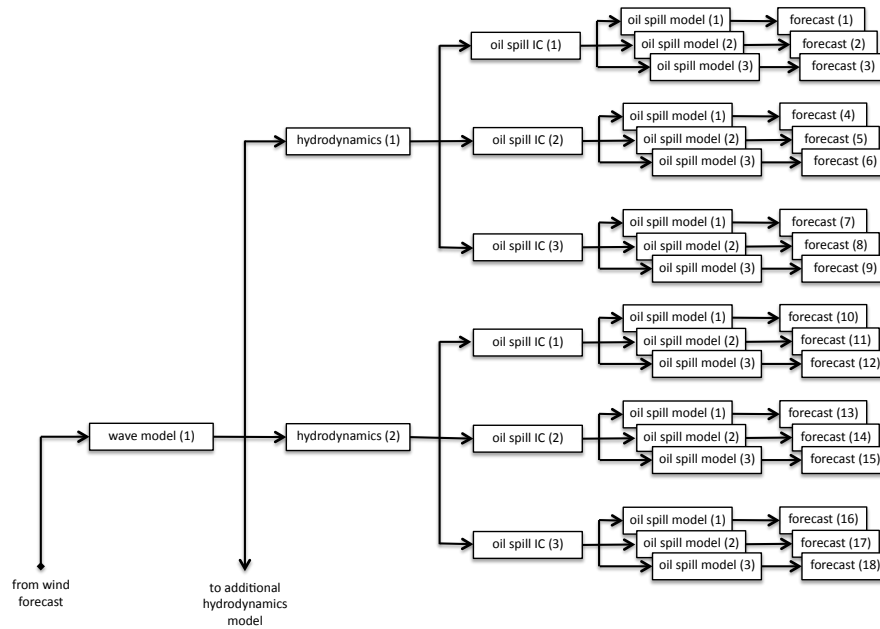 oil spill model (1)
forecast (1)
oil spill IC (1)
oil spill model (2)
forecast (2)
oil spill model (3)
forecast (3)
oil spill model (1)
forecast (4)
hydrodynamics (1)
oil spill IC (2)
oil spill model (2)
forecast (5)
oil spill model (3)
forecast (6)
oil spill model (1)
forecast (7)
oil spill IC (3)
oil spill model (2)
forecast (8)
oil spill model (3)
forecast (9)
oil spill model (1)
forecast (10)
oil spill IC (1)
oil spill model (2)
forecast (11)
oil spill model (3)
forecast (12)
oil spill model (1)
forecast (13)
wave model (1)
hydrodynamics (2)
oil spill IC (2)
oil spill model (2)
forecast (14)
oil spill model (3)
forecast (15)
oil spill model (1)
forecast (16)
oil spill IC (3)
oil spill model (2)
forecast (17)
oil spill model (3)
forecast (18)
from wind
forecast
to additional
hydrodynamics
model